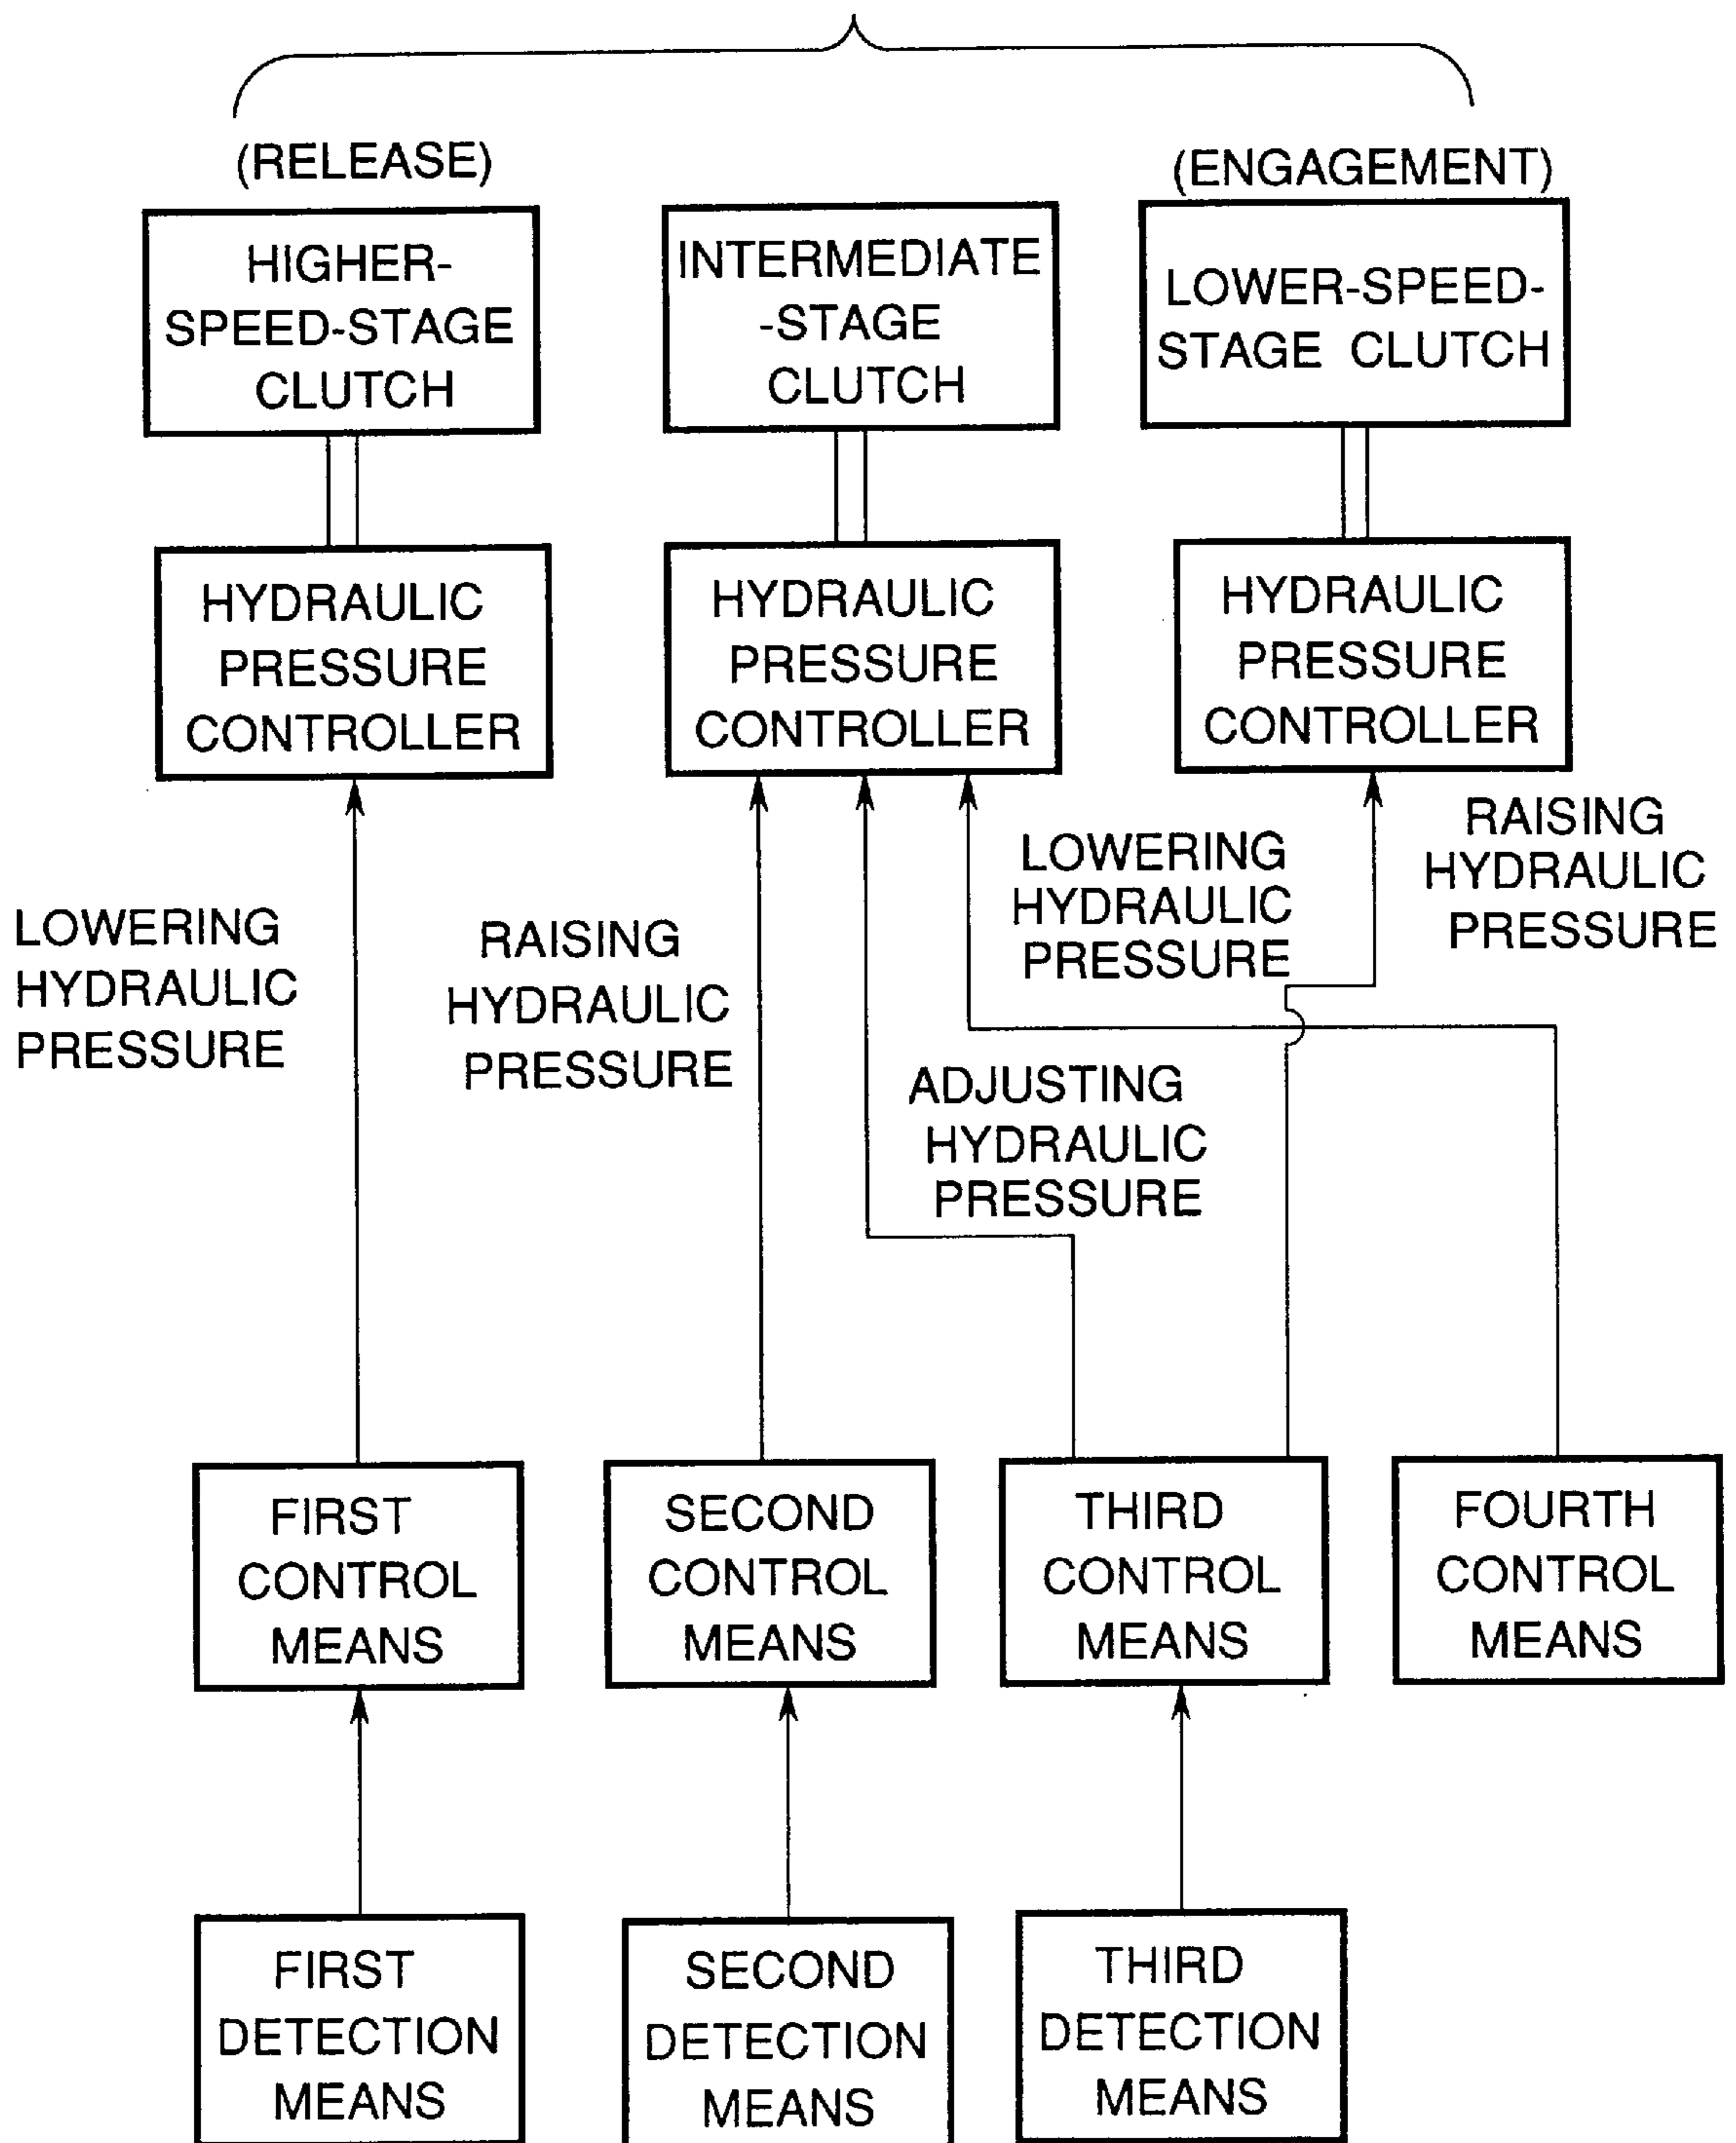 (RELEASE)
(ENGAGEMENT)
HIGHER-
SPEED-STAGE
CLUTCH
INTERMEDIATE
-STAGE
CLUTCH
LOWER-SPEED-
STAGE CLUTCH
HYDRAULIC
PRESSURE
CONTROLLER
HYDRAULIC
PRESSURE
CONTROLLER
HYDRAULIC
PRESSURE
CONTROLLER
LOWERING
HYDRAULIC
PRESSURE
RAISING
HYDRAULIC
PRESSURE
LOWERING
HYDRAULIC
PRESSURE
RAISING
HYDRAULIC
PRESSURE
ADJUSTING
HYDRAULIC
PRESSURE
FIRST
CONTROL
MEANS
SECOND
CONTROL
MEANS
THIRD
CONTROL
MEANS
FOURTH
CONTROL
MEANS
FIRST
DETECTION
MEANS
SECOND
DETECTION
MEANS
THIRD
DETECTION
MEANS